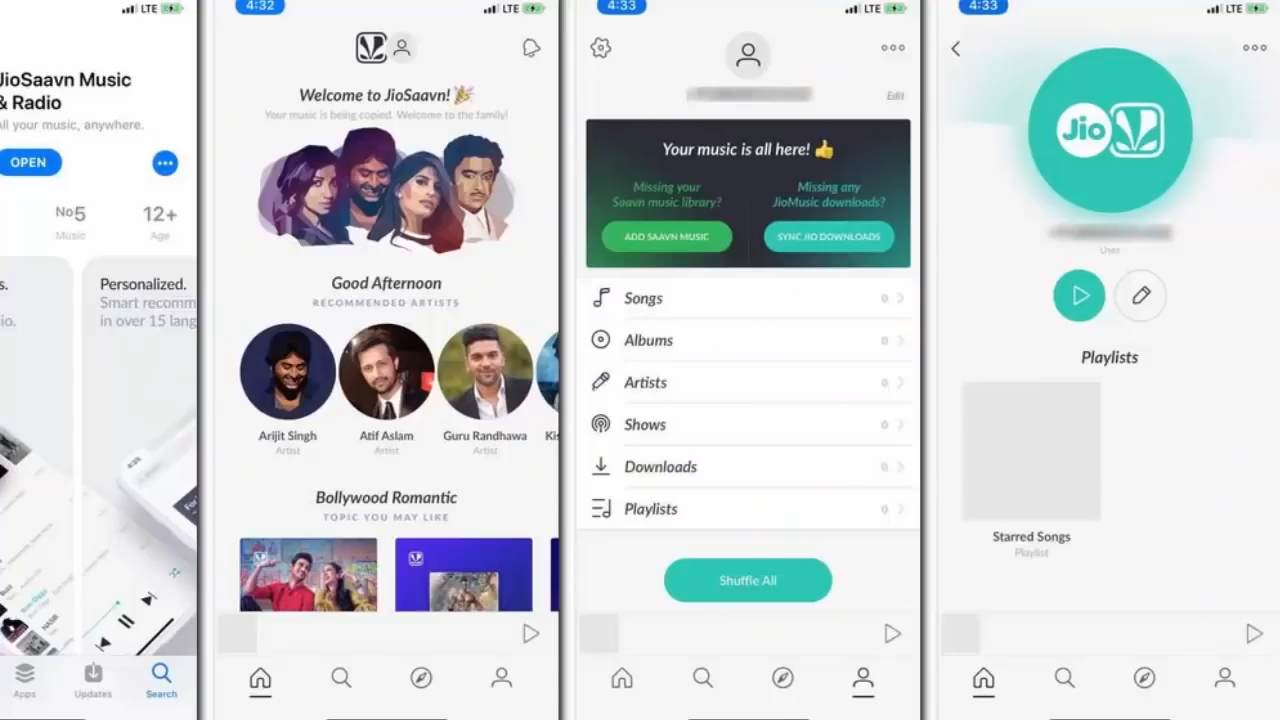 LTE
JioSaavn Music
& Radio
All your music, anywhere.
OPEN
No5
12+
Music
Age
s.
io.
Personalized.
Smart recomm
in over 15 lang
Apps
Updates
Search
4:32
LTE
Welcome to JioSaavn!
Your music is being copied. Welcome to the family!
Good Afternoon
RECOMMENDED ARTISTS
Arijit Singh
Artist
Atif Aslam
Artist
Guru Randhawa
Artist
Kis
Bollywood Romantic
TOPIC YOU MAY LIKE
4:33
LTE
Edit
Your music is all here!
Missing your
Saavn music library?
ADD SAAVN MUSIC
Missing any
JioMusic downloads?
SYNC JIO DOWNLOADS
Songs 0
Albums 0
Artists 0
Shows 0
Downloads 0
Playlists 0
Shuffle All
4:33
LTE
Jio
User
Playlists
Starred Songs
Playlist